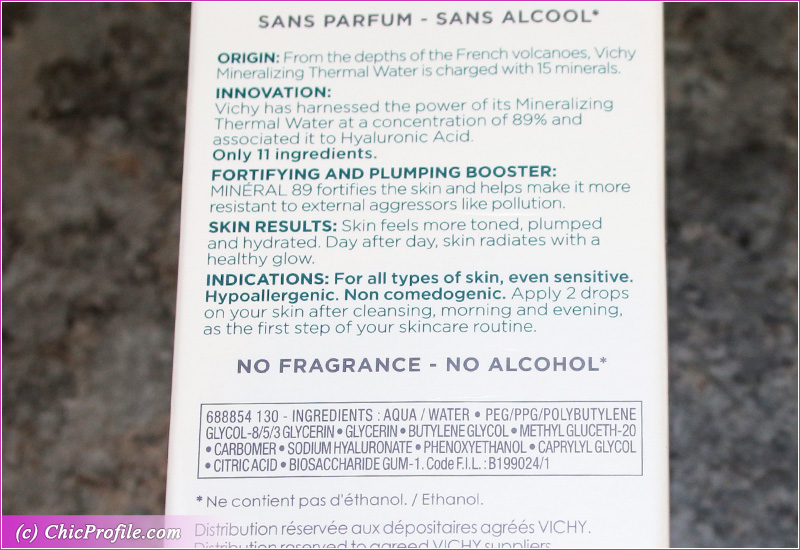 SANS PARFUM - SANS ALCOOL*
ORIGIN: From the depths of the French volcanoes, Vichy
Mineralizing Thermal Water is charged with 15 minerals.
INNOVATION:
Vichy has harnessed the power of its Mineralizing
Thermal Water at a concentration of 89% and
associated it to Hyaluronic Acid.
Only 11 ingredients.
FORTIFYING AND PLUMPING BOOSTER:
MINÉRAL 89 fortifies the skin and helps make it more
resistant to external aggressors like pollution.
SKIN RESULTS: Skin feels more toned, plumped
and hydrated. Day after day, skin radiates with a
healthy glow.
INDICATIONS: For all types of skin, even sensitive.
Hypoallergenic. Non comedogenic. Apply 2 drops
on your skin after cleansing, morning and evening,
as the first step of your skincare routine.
NO FRAGRANCE - NO ALCOHOL*
688854 130 - INGREDIENTS : AQUA / WATER • PEG/PPG/POLYBUTYLENE
GLYCOL-8/5/3 GLYCERIN • GLYCERIN • BUTYLENE GLYCOL • METHYL GLUCETH-20
• CARBOMER • SODIUM HYALURONATE • PHENOXYETHANOL • CAPRYLYL GLYCOL
• CITRIC ACID • BIOSACCHARIDE GUM-1. Code F.I.L. : B199024/1
* Ne contient pas d'éthanol. / Ethanol.
Distribution réservée aux dépositaires agréés VICHY.
Distribution reserved to agreed VICHY suppliers
(c) ChicProfile.com